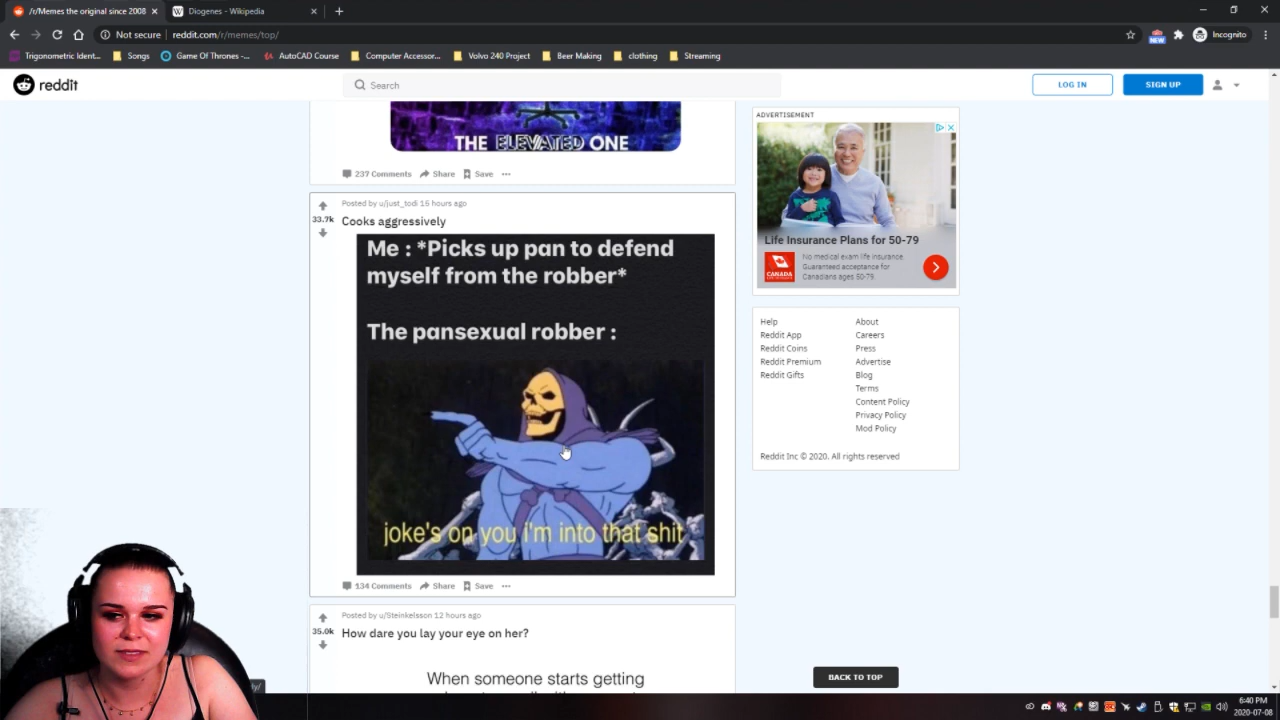 /r/Memes the original since 2008
Diogenes - Wikipedia
Not secure
reddit.com/r/memes/top/
NEW
Incognito
Trigonometric Ident...
Songs
Game Of Thrones -...
AutoCAD Course
Computer Accessor...
Volvo 240 Project
Beer Making
clothing
Streaming
reddit
Search
LOG IN
SIGN UP
THE ELEVATED ONE
237 Comments
Share
Save
Posted by u/just_todi 15 hours ago
33.7k
Cooks aggressively
Me : *Picks up pan to defend
myself from the robber*
The pansexual robber :
joke's on you i'm into that shit
134 Comments
Share
Save
Posted by u/Steinkelsson 12 hours ago
35.0k
How dare you lay your eye on her?
When someone starts getting
ADVERTISEMENT
Life Insurance Plans for 50-79
No medical exam life insurance.
Guaranteed acceptance for
Canadians ages 50-79.
CANADA
Help
Reddit App
Reddit Coins
Reddit Premium
Reddit Gifts
About
Careers
Press
Advertise
Blog
Terms
Content Policy
Privacy Policy
Mod Policy
Reddit Inc © 2020. All rights reserved
BACK TO TOP
6:40 PM
2020-07-08